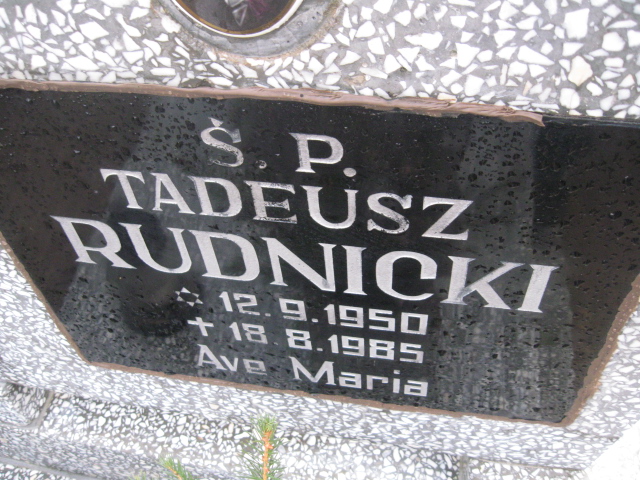 Ś. P.
TADEUSZ
RUDNICKI
☼ 12.9.1950
+ 18.8.1985
Ave Maria